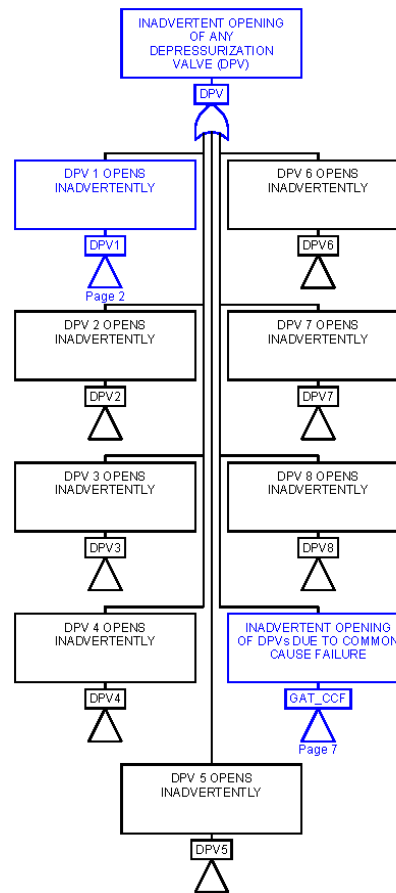 INADVERTENT OPENING
OF ANY
DEPRESSURIZATION
VALVE (DPV)
DPV
DPV 1 OPENS
INADVERTENTLY
DPV1
Page 2
DPV 6 OPENS
INADVERTENTLY
DPV6
DPV 2 OPENS
INADVERTENTLY
DPV2
DPV 7 OPENS
INADVERTENTLY
DPV7
DPV 3 OPENS
INADVERTENTLY
DPV3
DPV 8 OPENS
INADVERTENTLY
DPV8
DPV 4 OPENS
INADVERTENTLY
DPV4
INADVERTENT OPENING
OF DPVs DUE TO COMMON
CAUSE FAILURE
GAT_CCF
Page 7
DPV 5 OPENS
INADVERTENTLY
DPV5